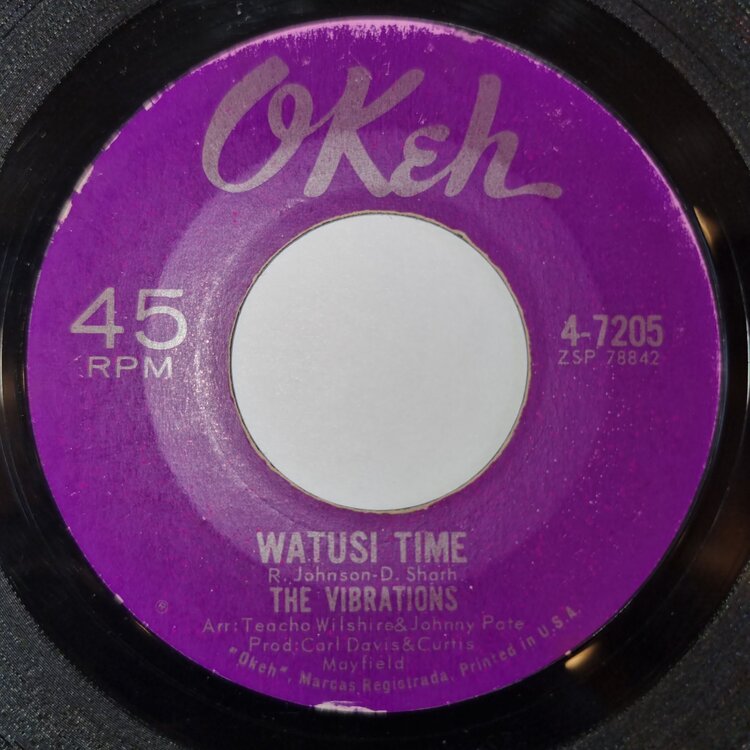 OKeh
45
RPM
4-7205
ZSP 78842
WATUSI TIME
R. Johnson-D. Sharh
THE VIBRATIONS
Arr: Teacho Wilshire & Johnny Pate
Prod: Carl Davis & Curtis
Mayfield
®
"Okeh", Marcas Registrada, Printed in U.S.A.